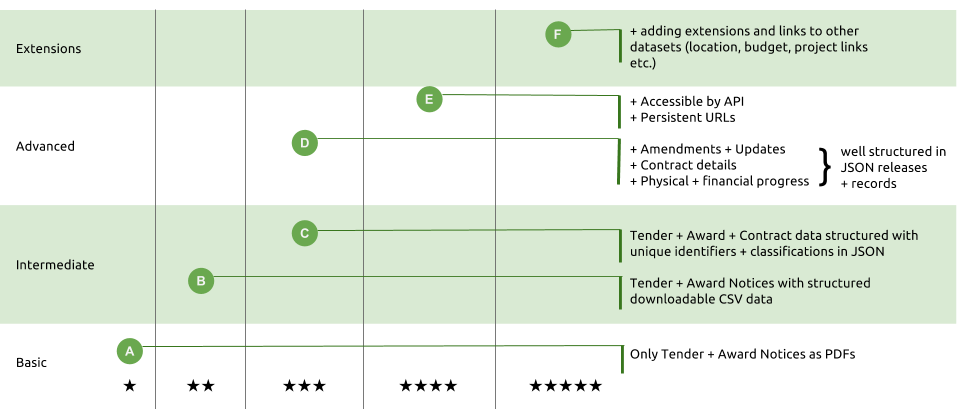 Extensions
F
+ adding extensions and links to other
datasets (location, budget, project links
etc.)
Advanced
E
+ Accessible by API
+ Persistent URLs
D
+ Amendments + Updates
+ Contract details
+ Physical + financial progress
well structured in
JSON releases
+ records
Intermediate
C
Tender + Award + Contract data structured with
unique identifiers + classifications in JSON
B
Tender + Award Notices with structured
downloadable CSV data
Basic
A
Only Tender + Award Notices as PDFs
★ ★★ ★★★ ★★★★ ★★★★★